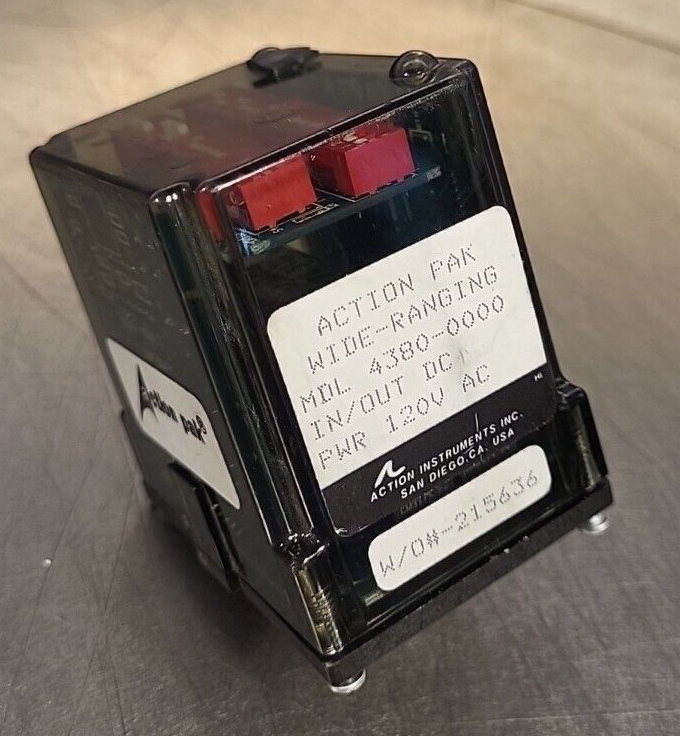 ACTION PAK
WIDE-RANGING
MDL 4380-0000
IN/OUT DC
PWR 120V AC
ACTION INSTRUMENTS INC.
SAN DIEGO,CA. USA
W/O#-215636
Action pak®